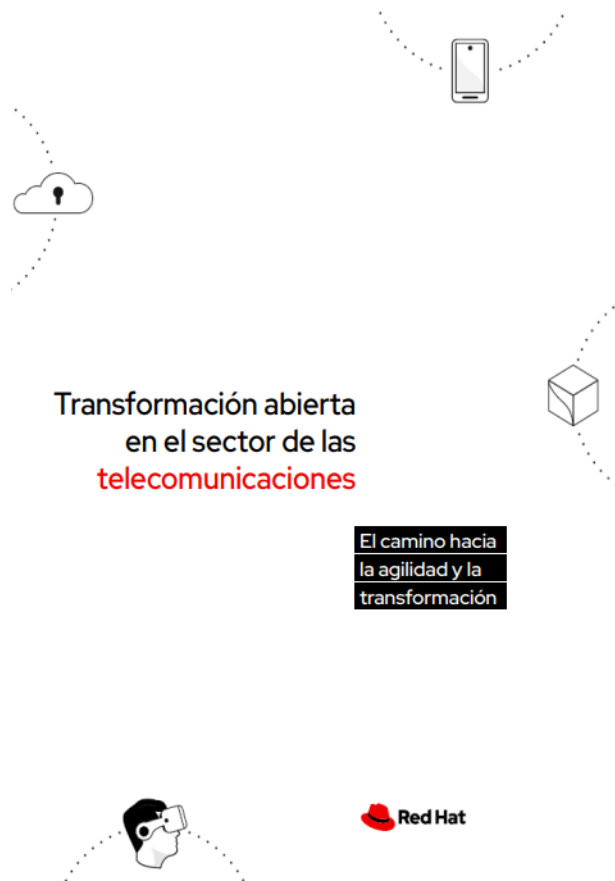 Transformación abierta
en el sector de las
telecomunicaciones
El camino hacia
la agilidad y la
transformación
Red Hat